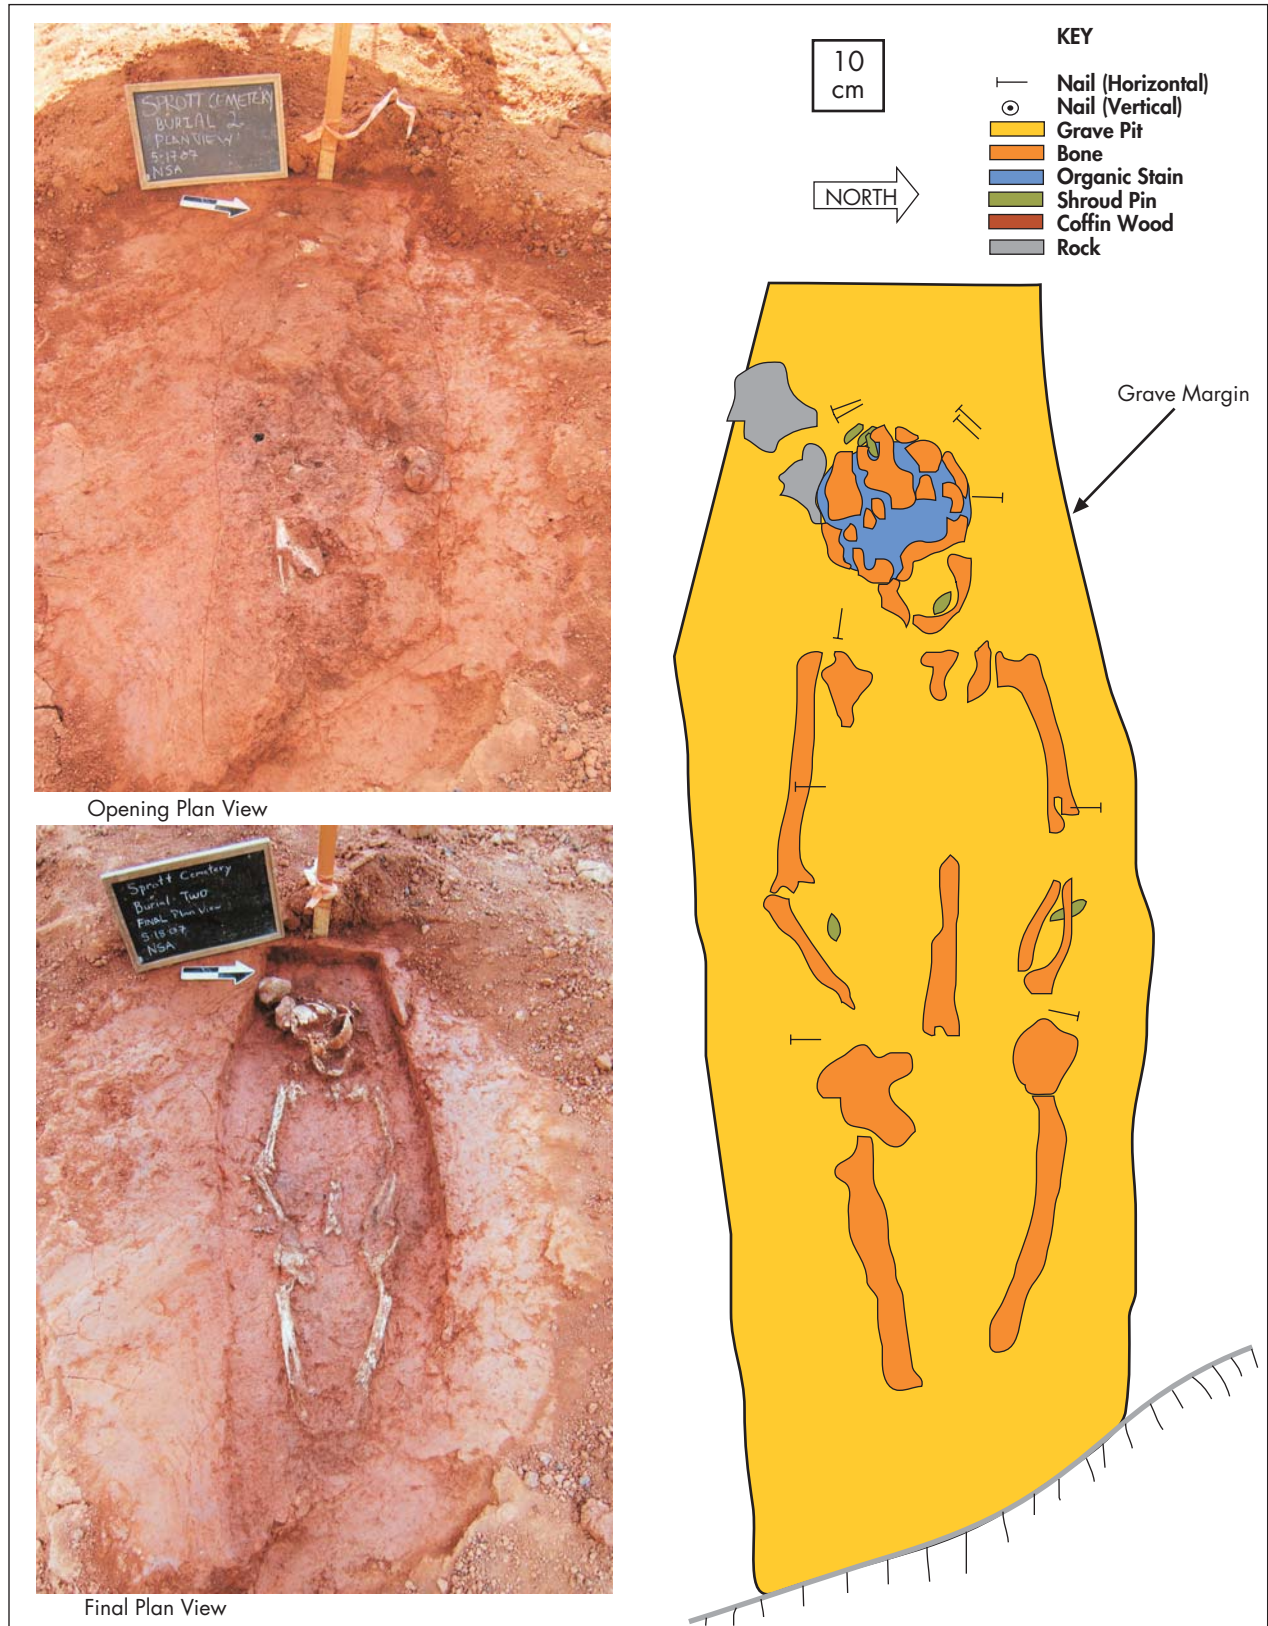 SPROTT CEMETERY
BURIAL 2
PLAN VIEW
5-17-07
NSA
Opening Plan View
Sprott Cemetery
Burial Two
Final Plan View
5-18-07
NSA
Final Plan View
10
cm
NORTH
KEY
Nail (Horizontal)
Nail (Vertical)
Grave Pit
Bone
Organic Stain
Shroud Pin
Coffin Wood
Rock
Grave Margin